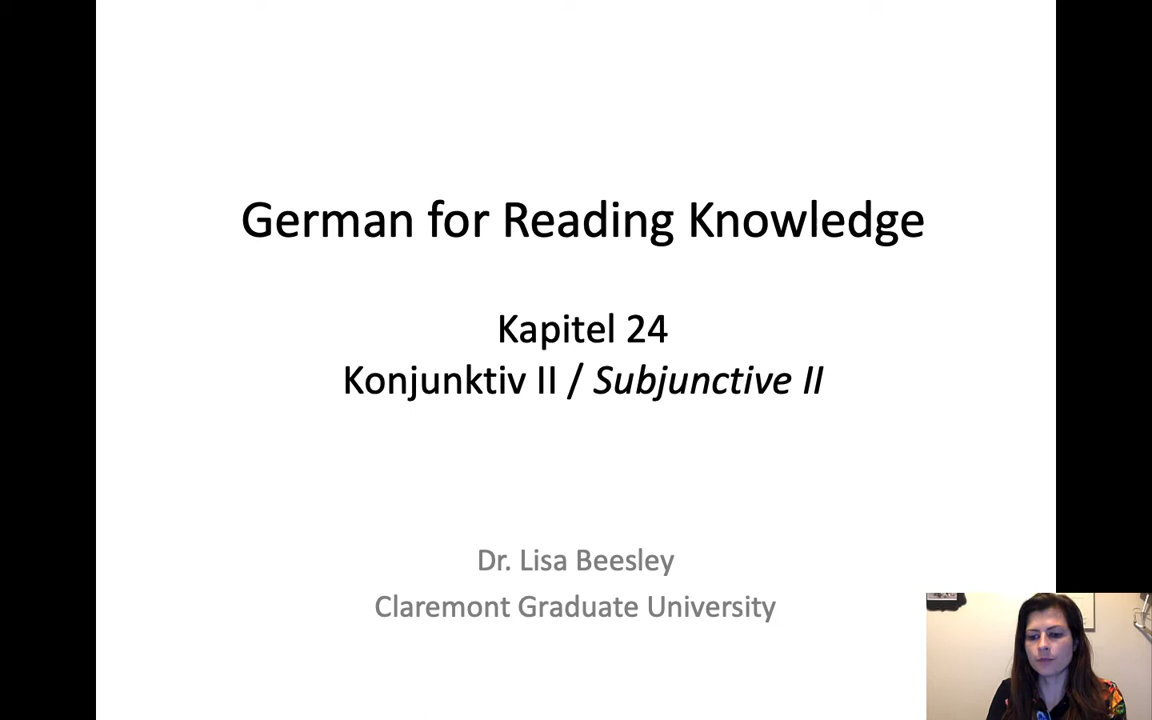 German for Reading Knowledge
Kapitel 24
Konjunktiv II / Subjunctive II
Dr. Lisa Beesley
Claremont Graduate University